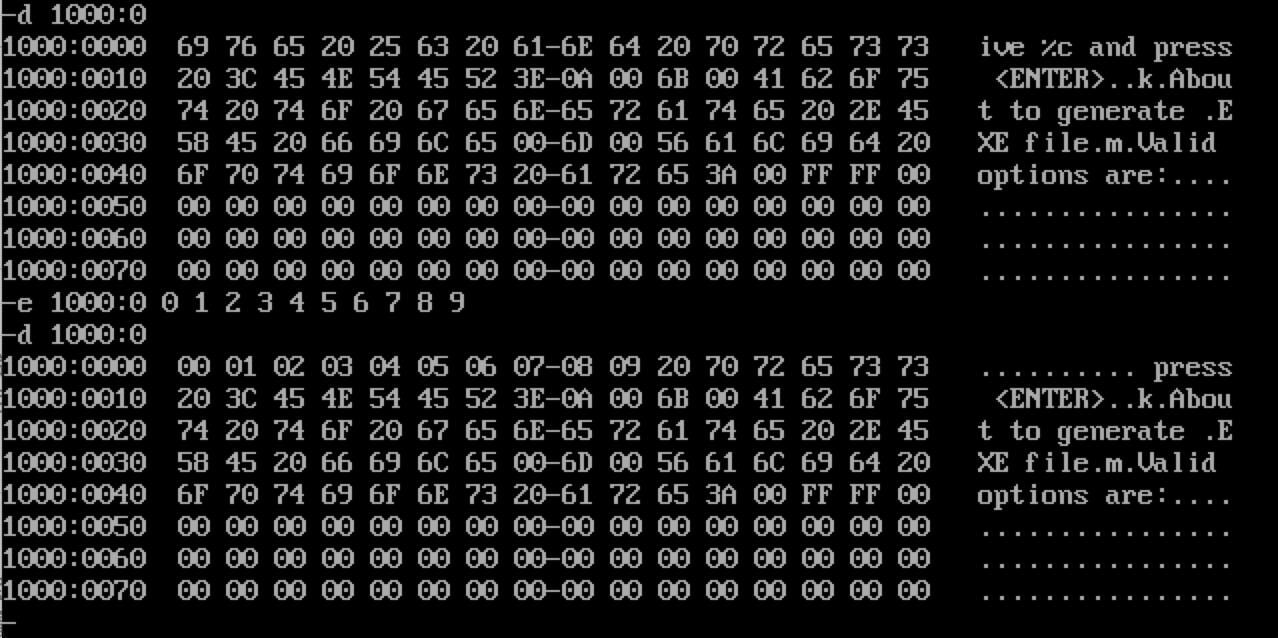 -d 1000:0
1000:0000  69 76 65 20 25 63 20 61-6E 64 20 70 72 65 73 73   ive %c and press
1000:0010  20 3C 45 4E 54 45 52 3E-0A 00 6B 00 41 62 6F 75    <ENTER>..k.Abou
1000:0020  74 20 74 6F 20 67 65 6E-65 72 61 74 65 20 2E 45   t to generate .E
1000:0030  58 45 20 66 69 6C 65 00-6D 00 56 61 6C 69 64 20   XE file.m.Valid
1000:0040  6F 70 74 69 6F 6E 73 20-61 72 65 3A 00 FF FF 00   options are:....
1000:0050  00 00 00 00 00 00 00 00-00 00 00 00 00 00 00 00   ................
1000:0060  00 00 00 00 00 00 00 00-00 00 00 00 00 00 00 00   ................
1000:0070  00 00 00 00 00 00 00 00-00 00 00 00 00 00 00 00   ................
-e 1000:0 0 1 2 3 4 5 6 7 8 9
-d 1000:0
1000:0000  00 01 02 03 04 05 06 07-08 09 20 70 72 65 73 73   .......... press
1000:0010  20 3C 45 4E 54 45 52 3E-0A 00 6B 00 41 62 6F 75    <ENTER>..k.Abou
1000:0020  74 20 74 6F 20 67 65 6E-65 72 61 74 65 20 2E 45   t to generate .E
1000:0030  58 45 20 66 69 6C 65 00-6D 00 56 61 6C 69 64 20   XE file.m.Valid
1000:0040  6F 70 74 69 6F 6E 73 20-61 72 65 3A 00 FF FF 00   options are:....
1000:0050  00 00 00 00 00 00 00 00-00 00 00 00 00 00 00 00   ................
1000:0060  00 00 00 00 00 00 00 00-00 00 00 00 00 00 00 00   ................
1000:0070  00 00 00 00 00 00 00 00-00 00 00 00 00 00 00 00   ................
-